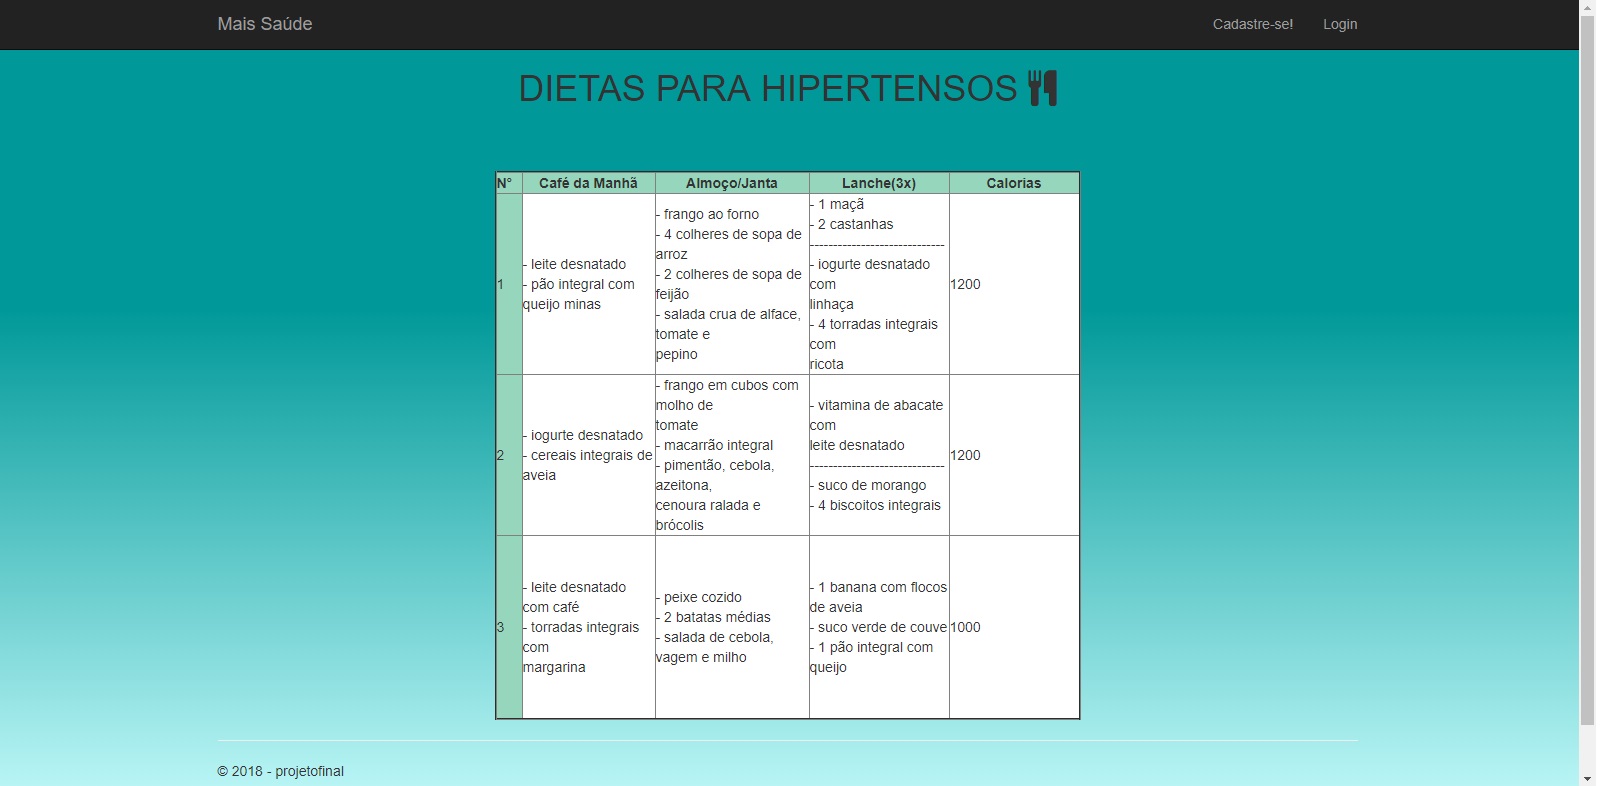 Mais Saúde
Cadastre-se!
Login
DIETAS PARA HIPERTENSOS
N°
Café da Manhã
Almoço/Janta
Lanche(3x)
Calorias
1
- leite desnatado
- pão integral com
queijo minas
- frango ao forno
- 4 colheres de sopa de
arroz
- 2 colheres de sopa de
feijão
- salada crua de alface,
tomate e
pepino
- 1 maçã
- 2 castanhas
-----------------------------
- iogurte desnatado
com
linhaça
- 4 torradas integrais
com
ricota
1200
2
- iogurte desnatado
- cereais integrais de
aveia
- frango em cubos com
molho de
tomate
- macarrão integral
- pimentão, cebola,
azeitona,
cenoura ralada e
brócolis
- vitamina de abacate
com
leite desnatado
-----------------------------
- suco de morango
- 4 biscoitos integrais
1200
3
- leite desnatado
com café
- torradas integrais
com
margarina
- peixe cozido
- 2 batatas médias
- salada de cebola,
vagem e milho
- 1 banana com flocos
de aveia
- suco verde de couve
- 1 pão integral com
queijo
1000
© 2018 - projetofinal